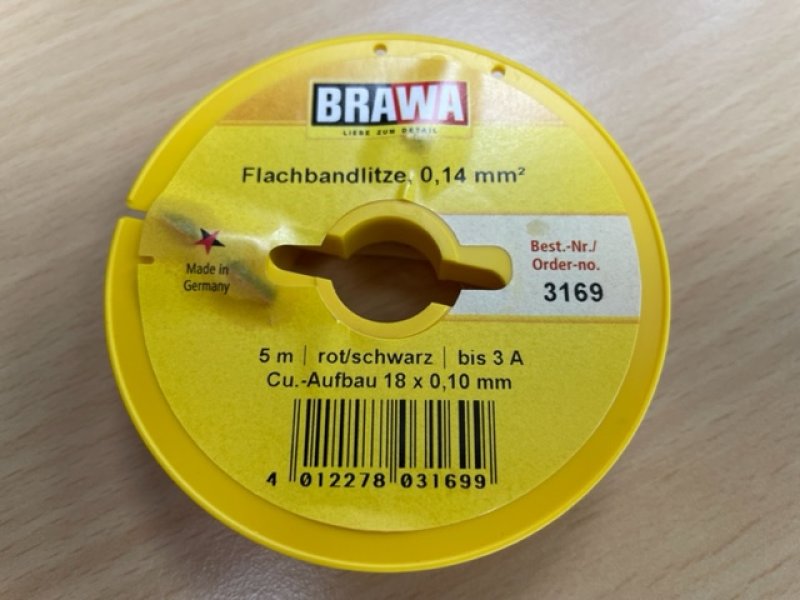 BRAWA
LIEBE ZUM DETAIL
Flachbandlitze, 0,14 mm²
Made in
Germany
Best.-Nr./
Order-no.
3169
5 m | rot/schwarz | bis 3 A
Cu.-Aufbau 18 x 0,10 mm
4 012278 031699